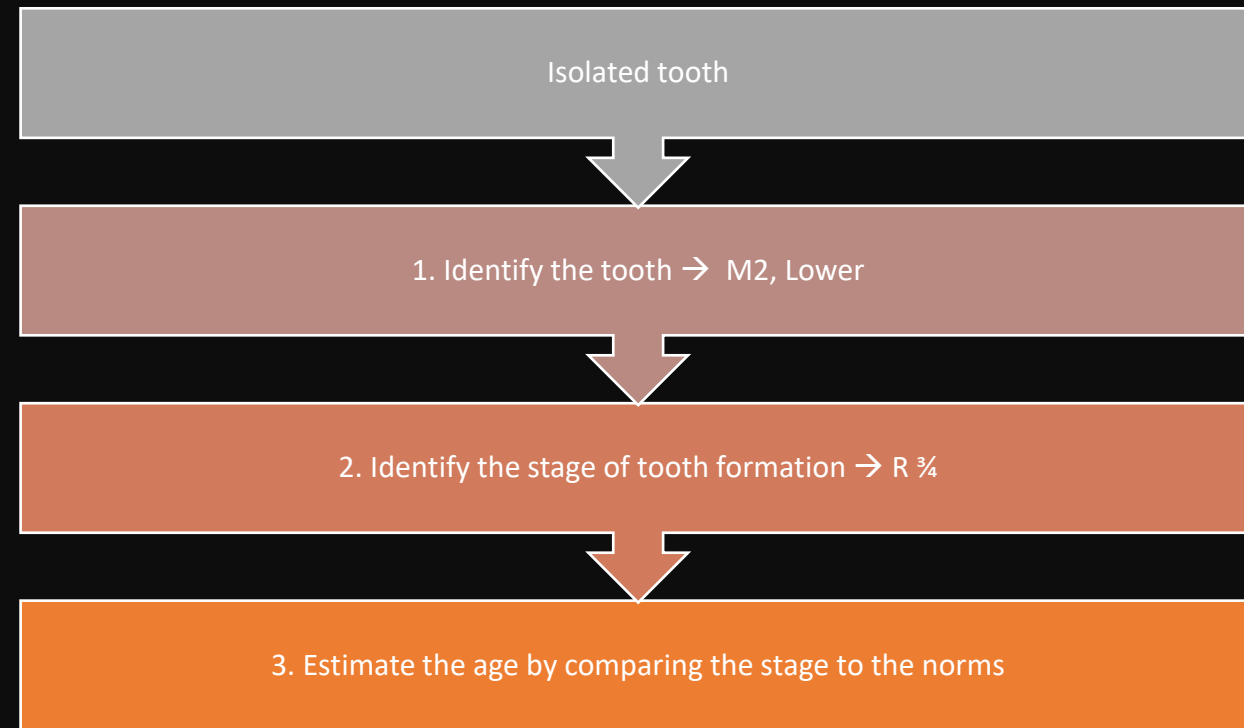 Isolated tooth
1. Identify the tooth → M2, Lower
2. Identify the stage of tooth formation → R ¾
3. Estimate the age by comparing the stage to the norms